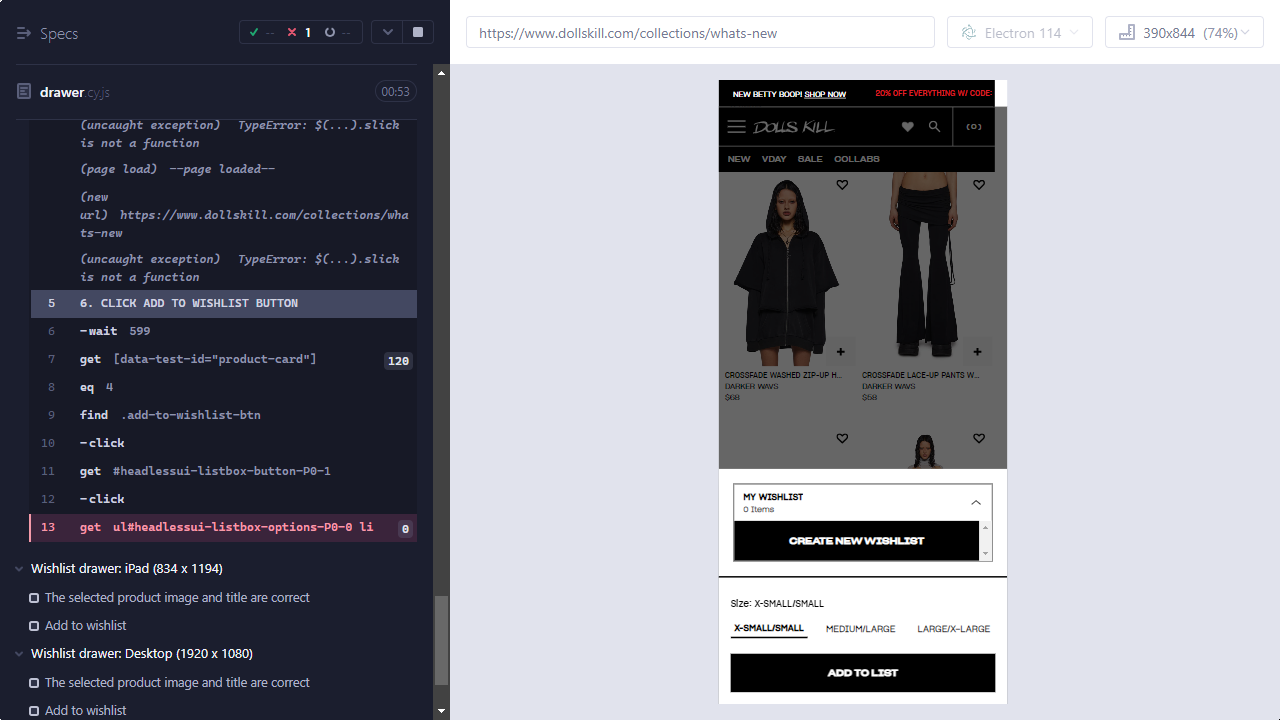 Specs
-- 1 --
drawer.cy.js
00:53
(uncaught exception) TypeError: $(...).slick
is not a function
(page load) --page loaded--
(new
url) https://www.dollskill.com/collections/wha
ts-new
(uncaught exception) TypeError: $(...).slick
is not a function
5 6. CLICK ADD TO WISHLIST BUTTON
6 -wait 599
7 get [data-test-id="product-card"] 120
8 eq 4
9 find .add-to-wishlist-btn
10 -click
11 get #headlessui-listbox-button-P0-1
12 -click
13 get ul#headlessui-listbox-options-P0-0 li 0
Wishlist drawer: iPad (834 x 1194)
The selected product image and title are correct
Add to wishlist
Wishlist drawer: Desktop (1920 x 1080)
The selected product image and title are correct
Add to wishlist
https://www.dollskill.com/collections/whats-new
Electron 114
390x844 (74%)
NEW BETTY BOOP! SHOP NOW
20% OFF EVERYTHING W/ CODE:
DOLLS KILL
(0)
NEW VDAY SALE COLLABS
CROSSFADE WASHED ZIP-UP H...
DARKER WAVS
$68
CROSSFADE LACE-UP PANTS W...
DARKER WAVS
$58
MY WISHLIST
0 Items
CREATE NEW WISHLIST
Size: X-SMALL/SMALL
X-SMALL/SMALL MEDIUM/LARGE LARGE/X-LARGE
ADD TO LIST